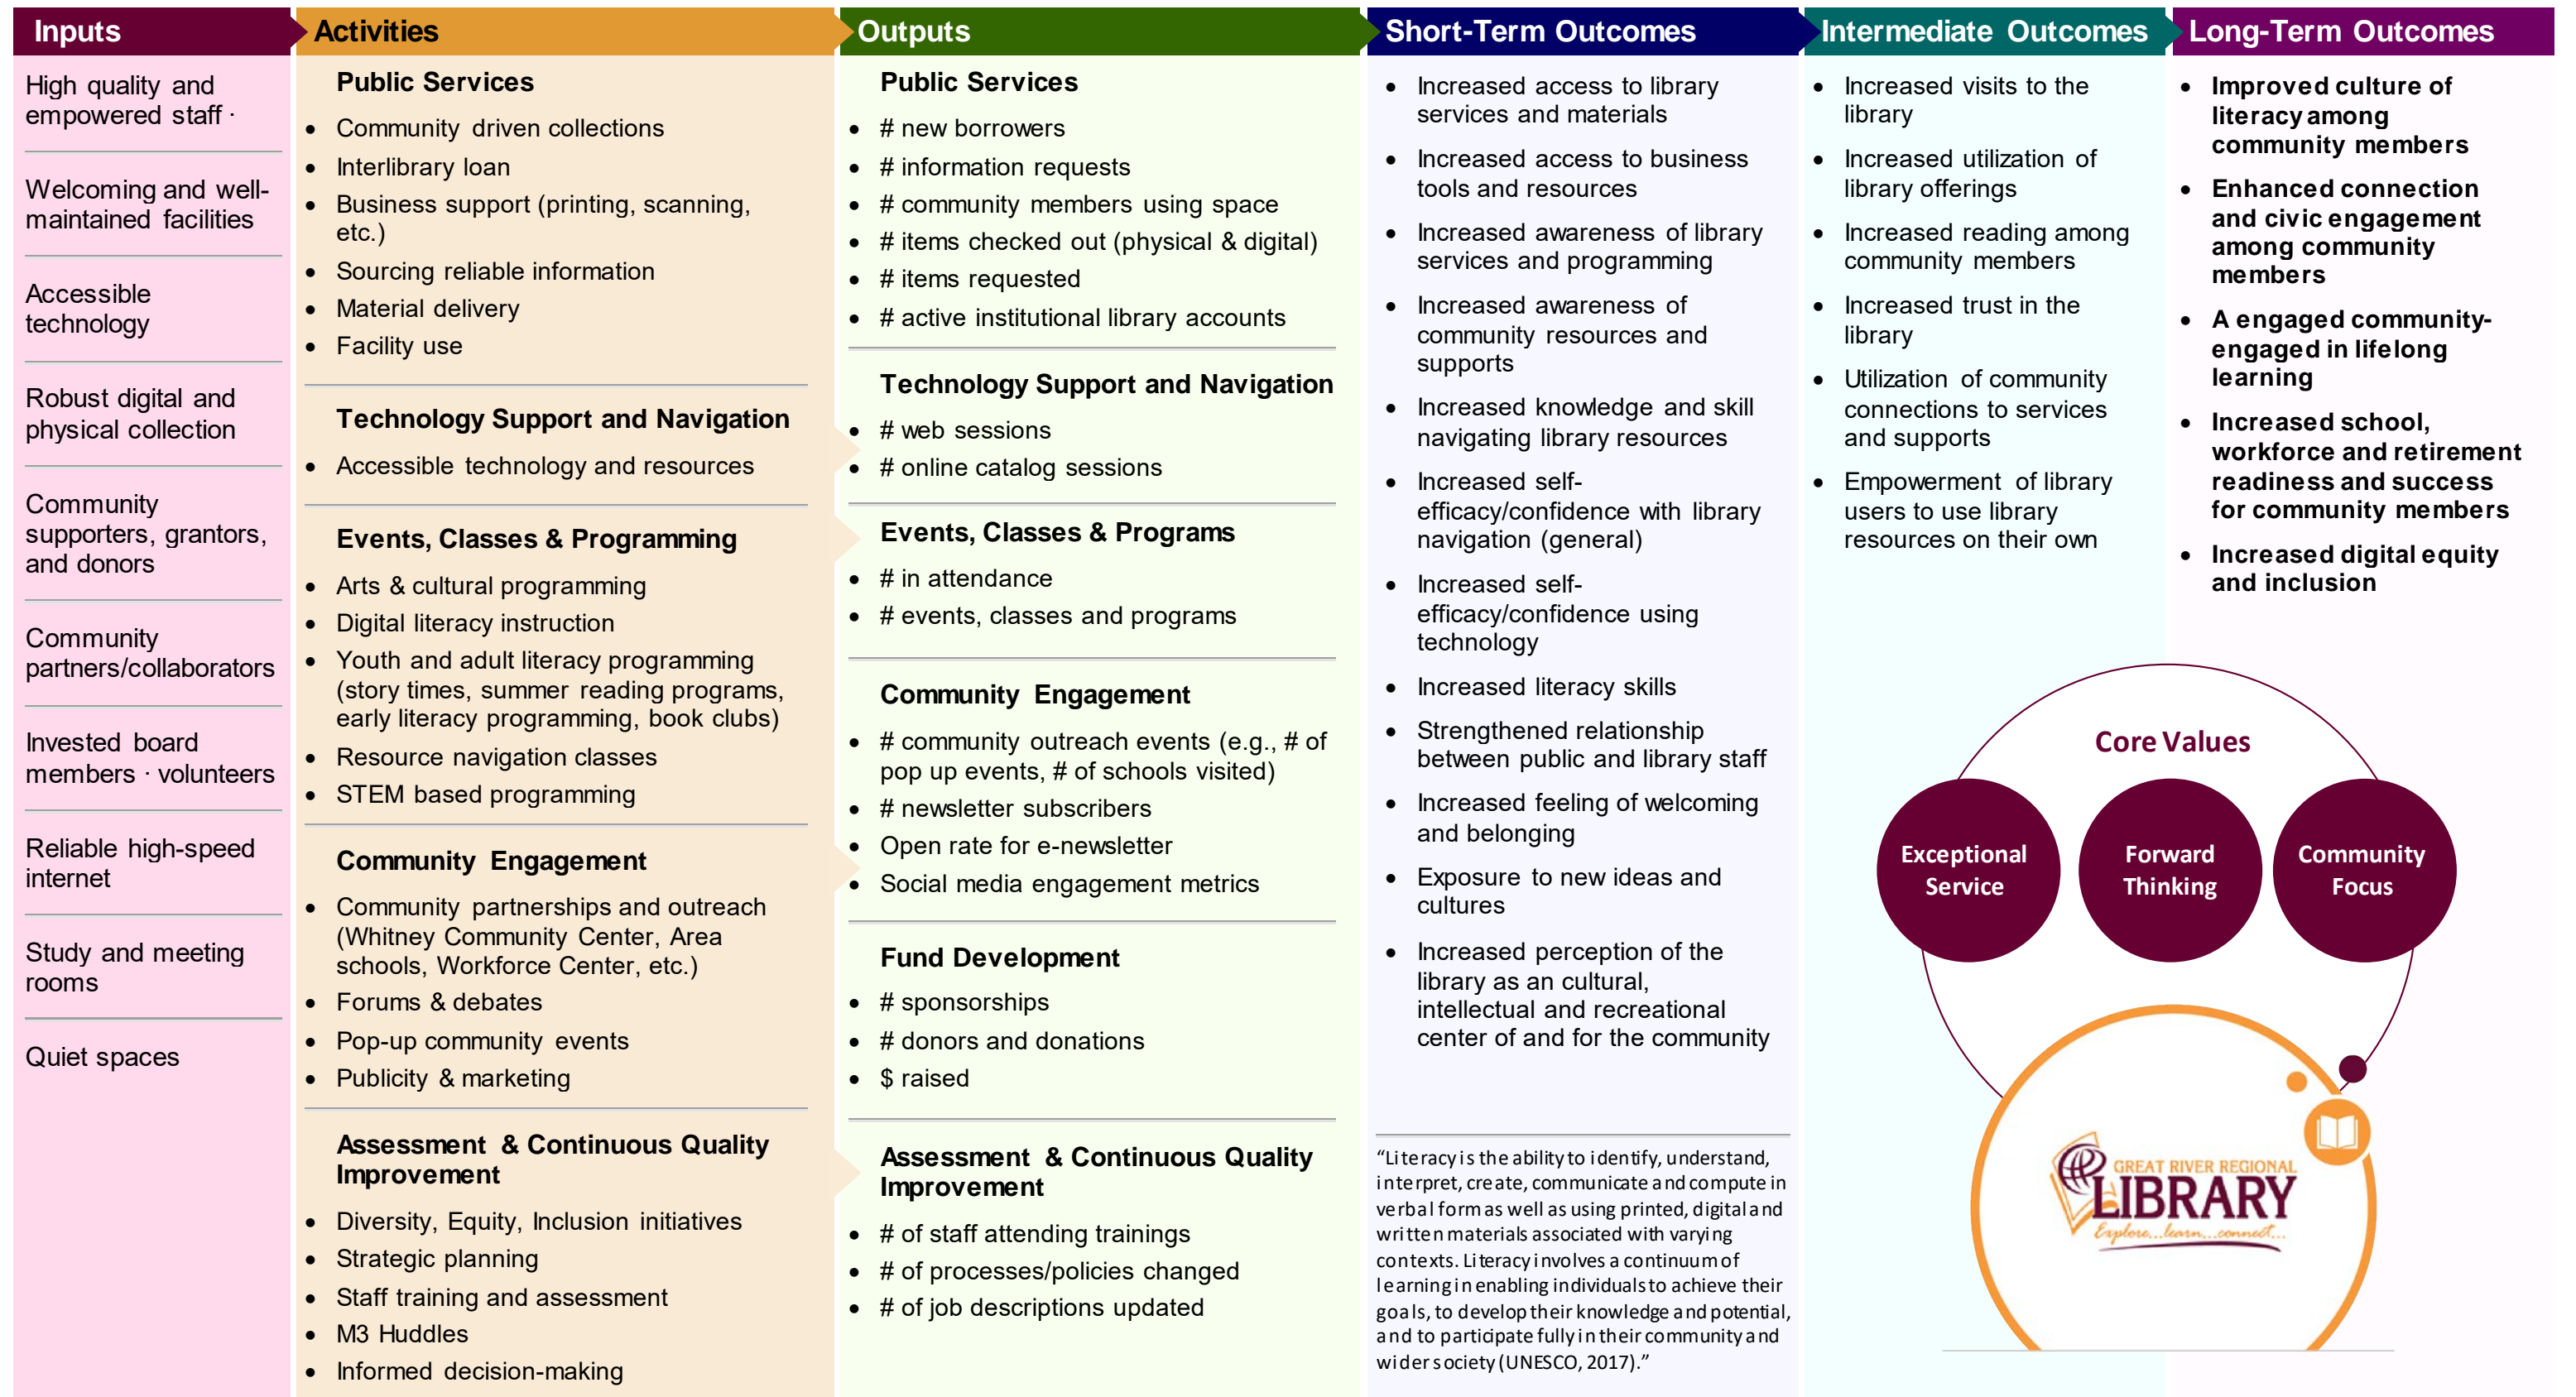 Inputs
High quality and
empowered staff ·
Welcoming and well-
maintained facilities
Accessible
technology
Robust digital and
physical collection
Community
supporters, grantors,
and donors
Community
partners/collaborators
Invested board
members · volunteers
Reliable high-speed
internet
Study and meeting
rooms
Quiet spaces
Activities
Public Services
• Community driven collections
• Interlibrary loan
• Business support (printing, scanning,
etc.)
• Sourcing reliable information
• Material delivery
• Facility use
Technology Support and Navigation
• Accessible technology and resources
Events, Classes & Programming
• Arts & cultural programming
• Digital literacy instruction
• Youth and adult literacy programming
(story times, summer reading programs,
early literacy programming, book clubs)
• Resource navigation classes
• STEM based programming
Community Engagement
• Community partnerships and outreach
(Whitney Community Center, Area
schools, Workforce Center, etc.)
• Forums & debates
• Pop-up community events
• Publicity & marketing
Assessment & Continuous Quality
Improvement
• Diversity, Equity, Inclusion initiatives
• Strategic planning
• Staff training and assessment
• M3 Huddles
• Informed decision-making
Outputs
Public Services
• # new borrowers
• # information requests
• # community members using space
• # items checked out (physical & digital)
• # items requested
• # active institutional library accounts
Technology Support and Navigation
• # web sessions
• # online catalog sessions
Events, Classes & Programs
• # in attendance
• # events, classes and programs
Community Engagement
• # community outreach events (e.g., # of
pop up events, # of schools visited)
• # newsletter subscribers
• Open rate for e-newsletter
• Social media engagement metrics
Fund Development
• # sponsorships
• # donors and donations
• $ raised
Assessment & Continuous Quality
Improvement
• # of staff attending trainings
• # of processes/policies changed
• # of job descriptions updated
Short-Term Outcomes
• Increased access to library
services and materials
• Increased access to business
tools and resources
• Increased awareness of library
services and programming
• Increased awareness of
community resources and
supports
• Increased knowledge and skill
navigating library resources
• Increased self-
efficacy/confidence with library
navigation (general)
• Increased self-
efficacy/confidence using
technology
• Increased literacy skills
• Strengthened relationship
between public and library staff
• Increased feeling of welcoming
and belonging
• Exposure to new ideas and
cultures
• Increased perception of the
library as an cultural,
intellectual and recreational
center of and for the community
“Literacy is the ability to identify, understand,
interpret, create, communicate and compute in
verbal form as well as using printed, digital and
written materials associated with varying
contexts. Literacy involves a continuum of
learning in enabling individuals to achieve their
goals, to develop their knowledge and potential,
and to participate fully in their community and
wider society (UNESCO, 2017).”
Intermediate Outcomes
• Increased visits to the
library
• Increased utilization of
library offerings
• Increased reading among
community members
• Increased trust in the
library
• Utilization of community
connections to services
and supports
• Empowerment of library
users to use library
resources on their own
Long-Term Outcomes
• Improved culture of
literacy among
community members
• Enhanced connection
and civic engagement
among community
members
• A engaged community-
engaged in lifelong
learning
• Increased school,
workforce and retirement
readiness and success
for community members
• Increased digital equity
and inclusion
Core Values
Exceptional
Service
Forward
Thinking
Community
Focus
GREAT RIVER REGIONAL
LIBRARY
Explore...learn...connect...